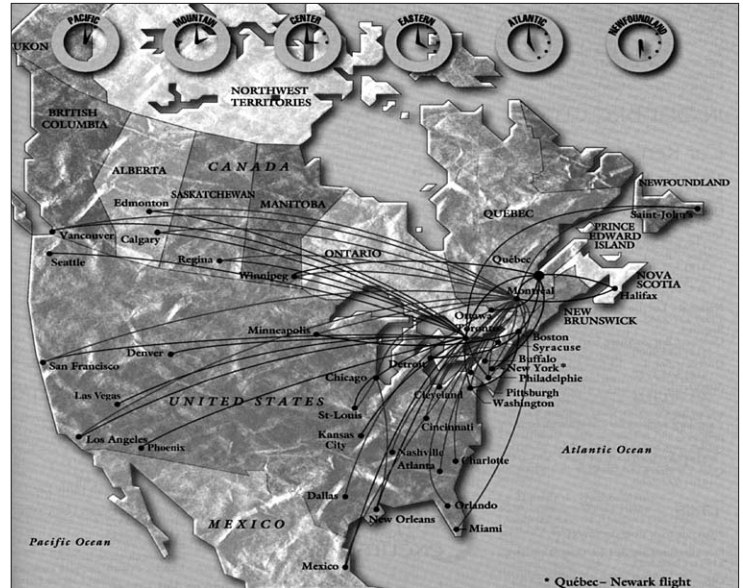 PACIFIC
MOUNTAIN
CENTER
EASTERN
ATLANTIC
NEWFOUNDLAND
YUKON
NORTHWEST
TERRITORIES
BRITISH
COLUMBIA
ALBERTA
CANADA
SASKATCHEWAN
MANITOBA
Edmonton
QUEBEC
NEWFOUNDLAND
Saint-John's
Vancouver
Calgary
PRINCE
EDWARD
ISLAND
ONTARIO
Seattle
Regina
Winnipeg
Québec
NOVA
SCOTIA
Montréal
Halifax
NEW
BRUNSWICK
Ottawa
Toronto
Minneapolis
Boston
Syracuse
Denver
Detroit
Buffalo
San Francisco
New York*
Chicago
Philadelphie
Las Vegas
Cleveland
Pittsburgh
UNITED STATES
Washington
St-Louis
Cincinnati
Kansas
City
Los Angeles
Phoenix
Nashville
Atlanta
Charlotte
Atlantic Ocean
Dallas
Orlando
New Orleans
MEXICO
Miami
Pacific Ocean
Mexico
* Québec – Newark flight